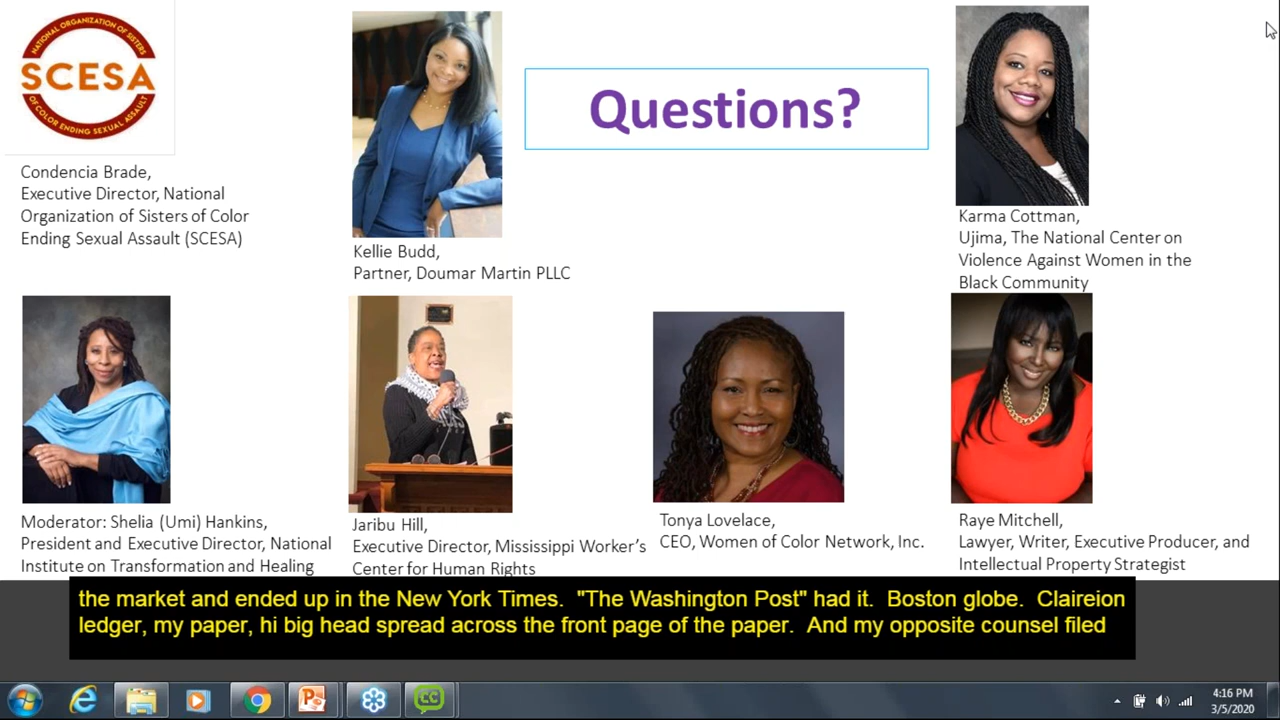 NATIONAL ORGANIZATION OF SISTERS
SCESA
OF COLOR ENDING SEXUAL ASSAULT
Condencia Brade,
Executive Director, National
Organization of Sisters of Color
Ending Sexual Assault (SCESA)
Kellie Budd,
Partner, Doumar Martin PLLC
Questions?
Karma Cottman,
Ujima, The National Center on
Violence Against Women in the
Black Community
Moderator: Shelia (Umi) Hankins,
President and Executive Director, National
Institute on Transformation and Healing
Jaribu Hill,
Executive Director, Mississippi Worker’s
Center for Human Rights
Tonya Lovelace,
CEO, Women of Color Network, Inc.
Raye Mitchell,
Lawyer, Writer, Executive Producer, and
Intellectual Property Strategist
the market and ended up in the New York Times. "The Washington Post" had it. Boston globe. Claireion
ledger, my paper, hi big head spread across the front page of the paper. And my opposite counsel filed
cc
4:16 PM
3/5/2020